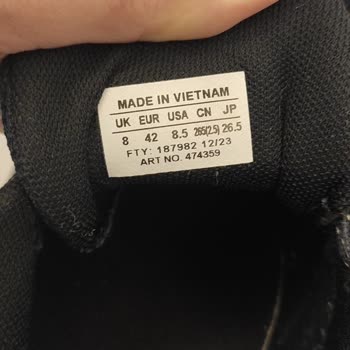 MADE IN VIETNAM
UK EUR USA CN JP
8 42 8.5 265(2.5) 26.5
FTY: 187982 12/23
ART NO. 474359